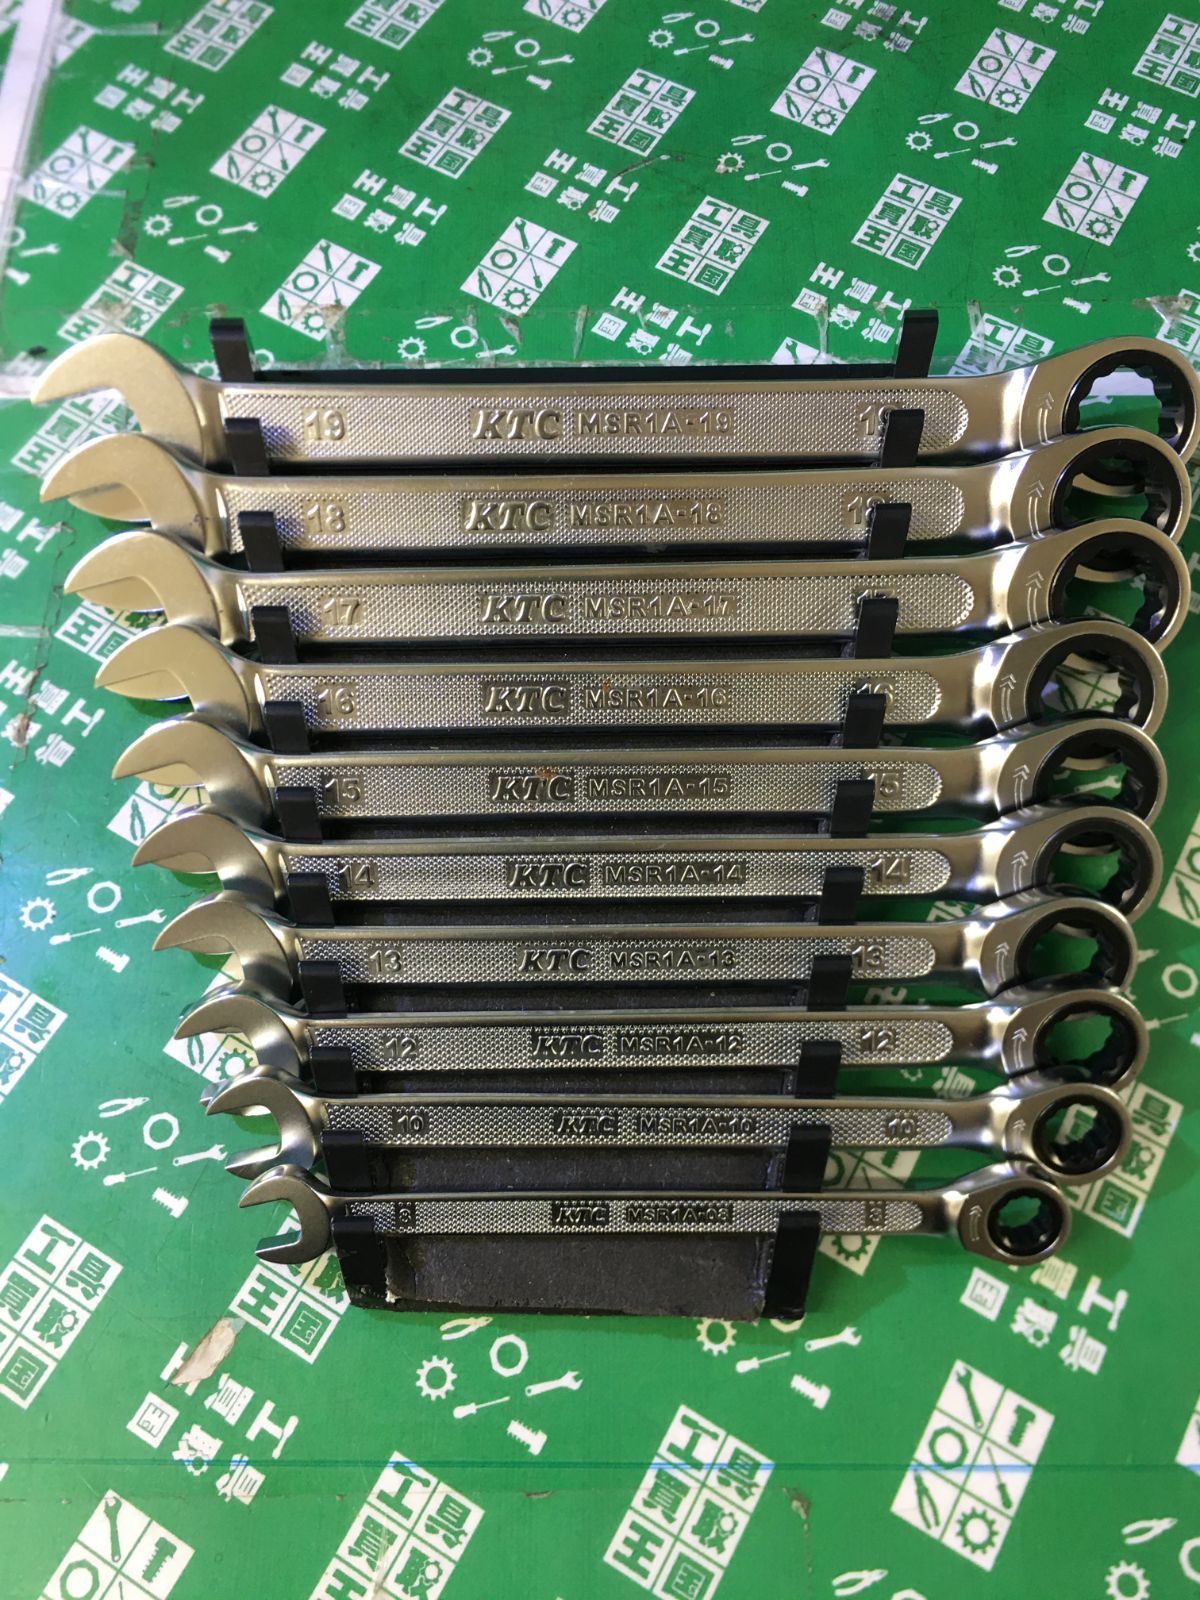 19 KTC MSR1A-19 19
18 KTC MSR1A-18 18
17 KTC MSR1A-17 17
16 KTC MSR1A-16 16
15 KTC MSR1A-15 15
14 KTC MSR1A-14 14
13 KTC MSR1A-13 13
12 KTC MSR1A-12 12
10 KTC MSR1A-10 10
8 KTC MSR1A-08 8
工具
買取
王国